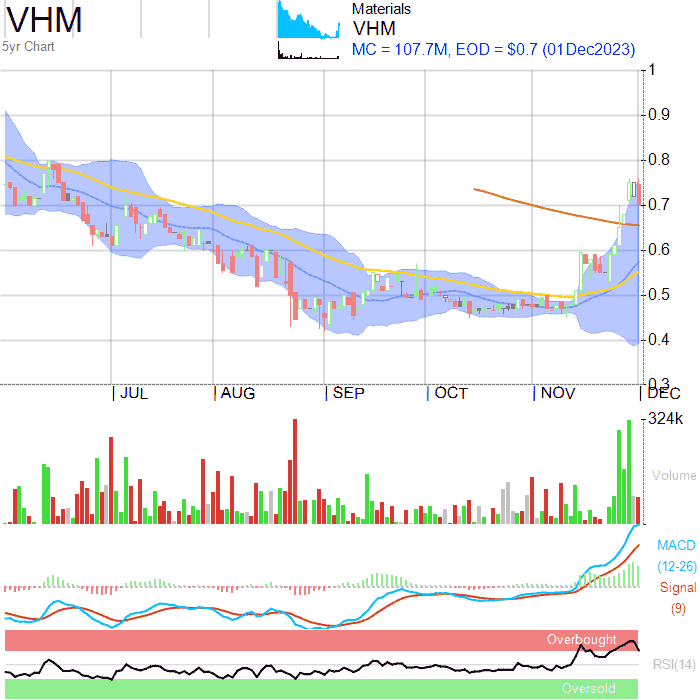 VHM
5yr Chart
Materials
VHM
MC = 107.7M, EOD = $0.7 (01Dec2023)
1
0.9
0.8
0.7
0.6
0.5
0.4
0.3
JUL AUG SEP OCT NOV DEC
324k
Volume
MACD
(12-26)
Signal
(9)
Overbought
RSI(14)
Oversold